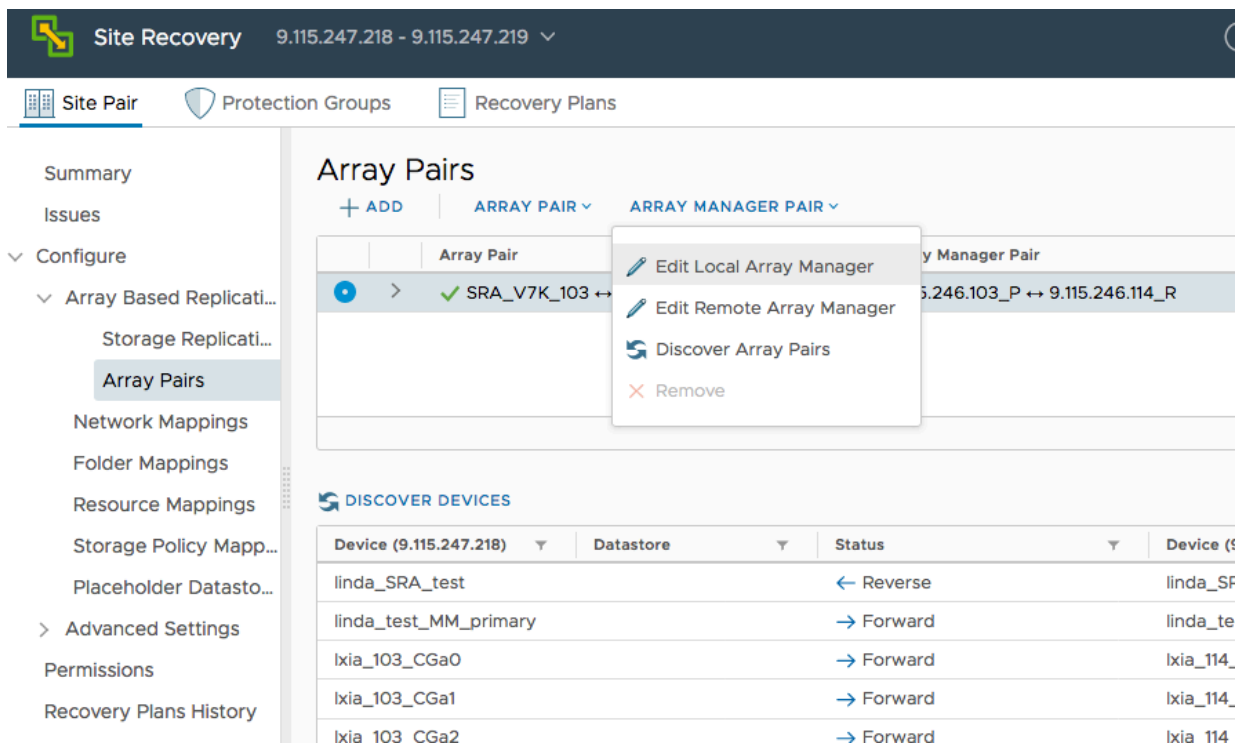 Site Recovery 9.115.247.218 - 9.115.247.219
Site Pair Protection Groups Recovery Plans
Summary
Issues
Configure
Array Based Replicati...
Storage Replicati...
Array Pairs
Network Mappings
Folder Mappings
Resource Mappings
Storage Policy Mapp...
Placeholder Datasto...
Advanced Settings
Permissions
Recovery Plans History
Array Pairs
+ ADD ARRAY PAIR ARRAY MANAGER PAIR
Array Pair y Manager Pair
SRA_V7K_103 ↔ 5.246.103_P ↔ 9.115.246.114_R
Edit Local Array Manager
Edit Remote Array Manager
Discover Array Pairs
Remove
DISCOVER DEVICES
Device (9.115.247.218) Datastore Status Device (9
linda_SRA_test ← Reverse linda_SR
linda_test_MM_primary → Forward linda_te
lxia_103_CGa0 → Forward lxia_114_
lxia_103_CGa1 → Forward lxia_114_
lxia_103_CGa2 → Forward lxia_114